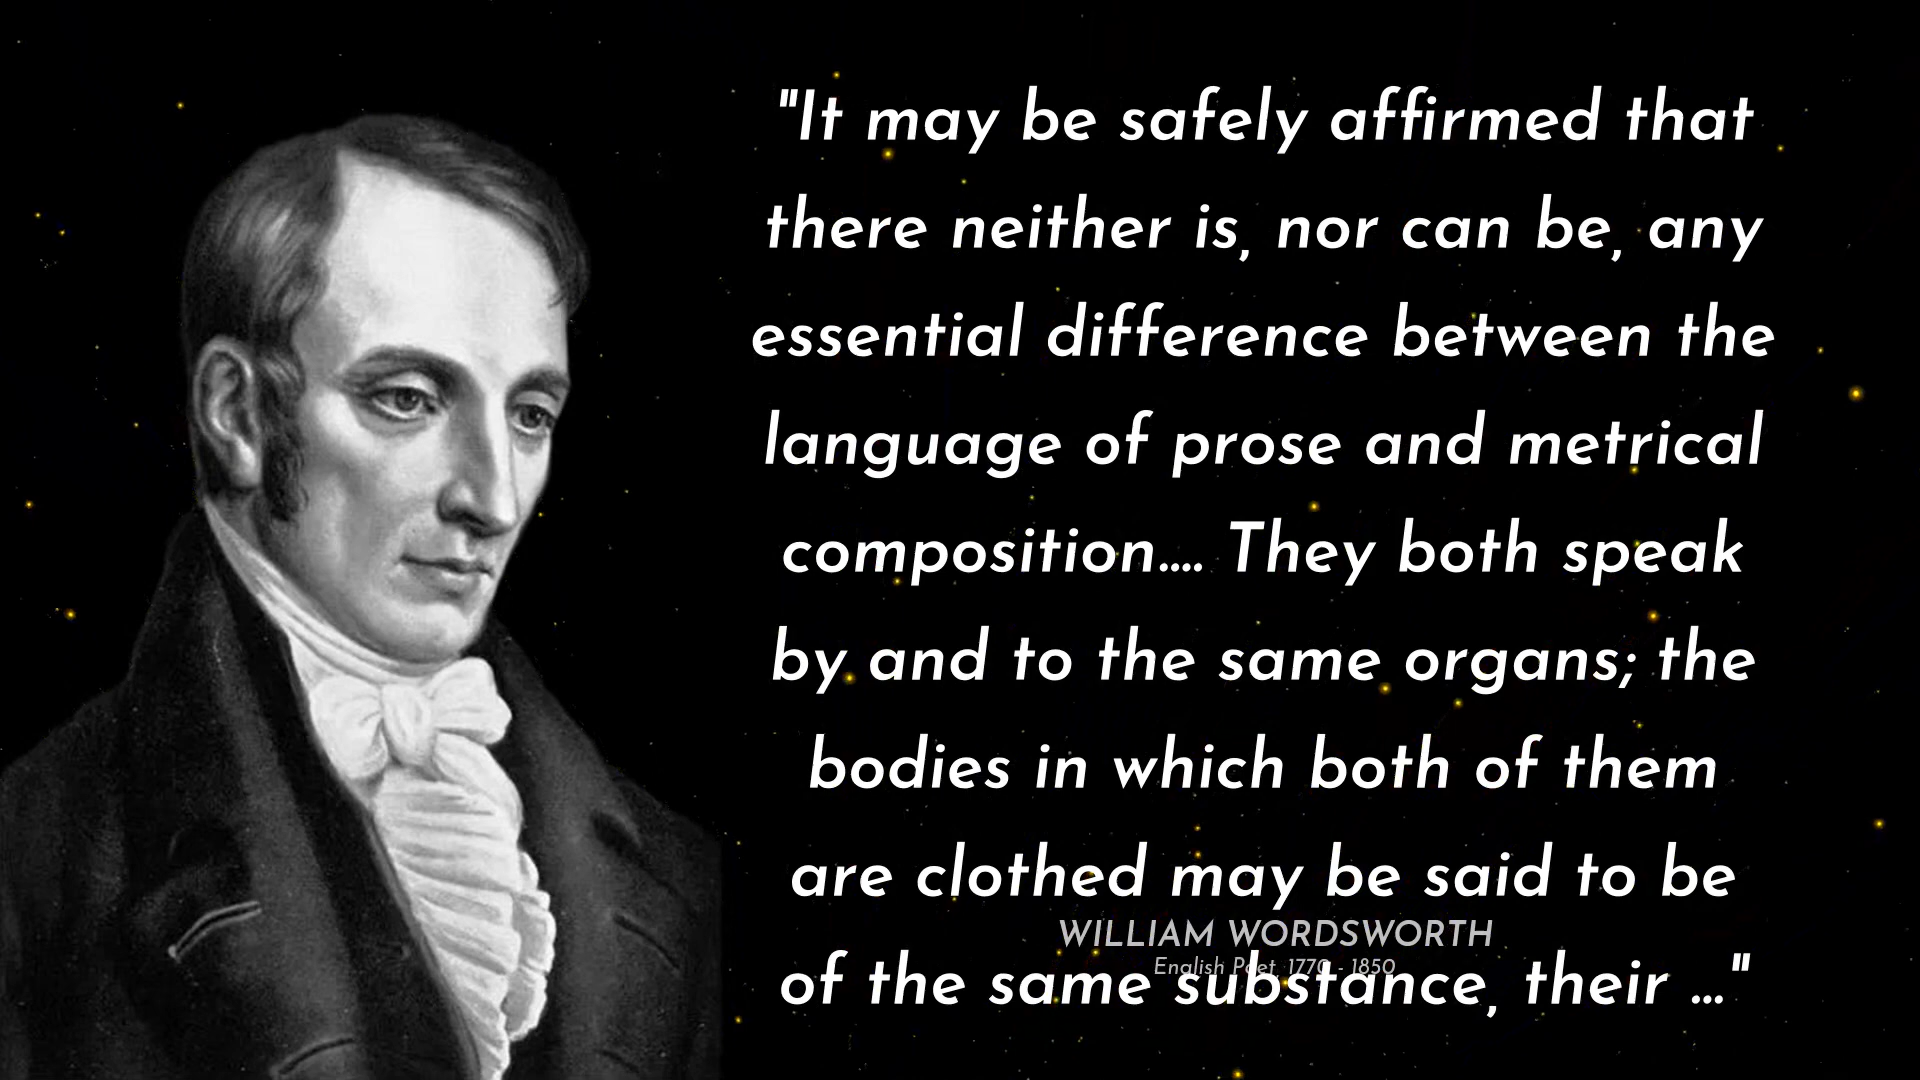 "It may be safely affirmed that
there neither is, nor can be, any
essential difference between the
language of prose and metrical
composition.... They both speak
by and to the same organs; the
bodies in which both of them
are clothed may be said to be
WILLIAM WORDSWORTH
English Poet, 1770 - 1850
of the same substance, their ..."